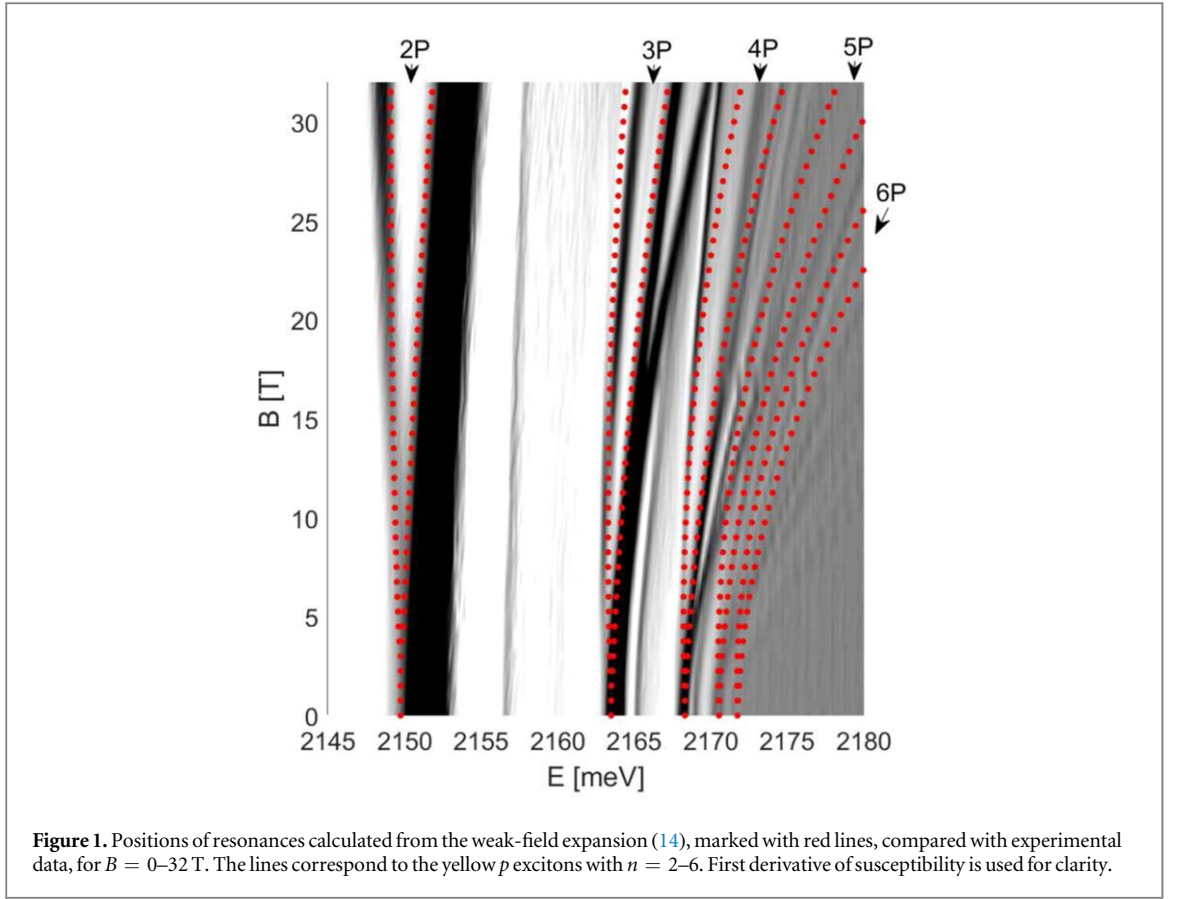 2P 3P 4P 5P
30
6P
25
20
B [T]
15
10
5
0
2145 2150 2155 2160 2165 2170 2175 2180
E [meV]
Figure 1. Positions of resonances calculated from the weak-field expansion (14), marked with red lines, compared with experimental
data, for B = 0–32 T. The lines correspond to the yellow p excitons with n = 2–6. First derivative of susceptibility is used for clarity.